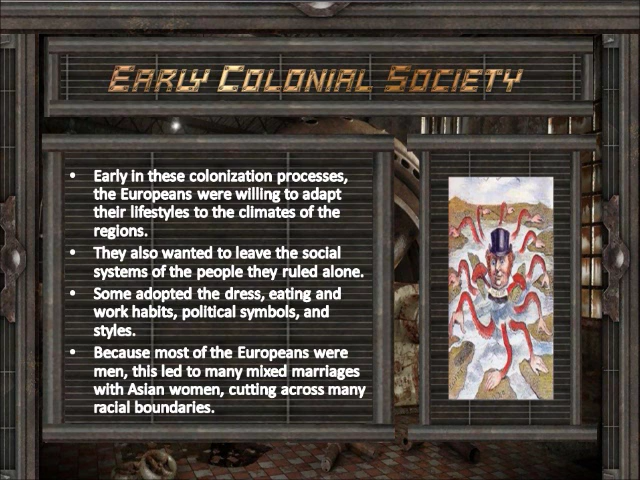 Early Colonial Society
• Early in these colonization processes,
the Europeans were willing to adapt
their lifestyles to the climates of the
regions.
• They also wanted to leave the social
systems of the people they ruled alone.
• Some adopted the dress, eating and
work habits, political symbols, and
styles.
• Because most of the Europeans were
men, this led to many mixed marriages
with Asian women, cutting across many
racial boundaries.